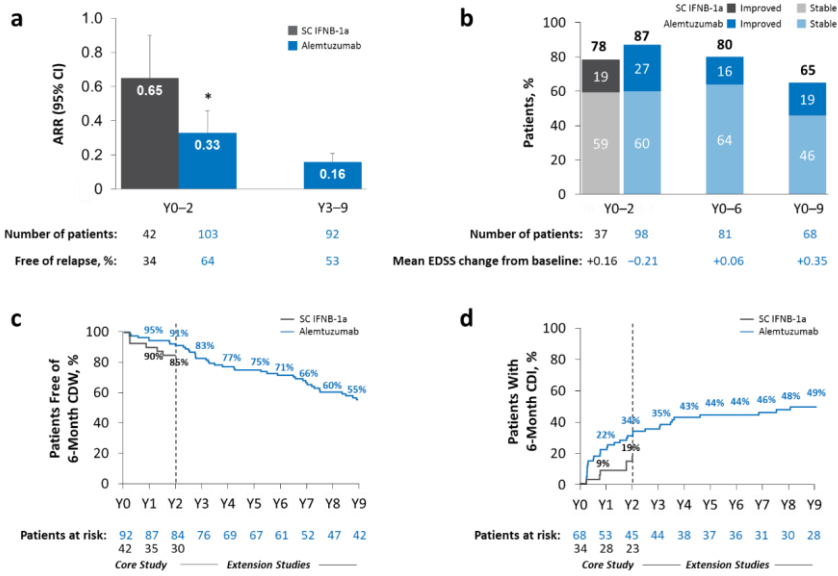 a
SC IFNB-1a
Alemtuzumab
ARR (95% CI)
1.0
0.8
0.6
0.4
0.2
0
0.65
*
0.33
0.16
Y0–2
Y3–9
Number of patients: 42 103 92
Free of relapse, %: 34 64 53
b
SC IFNB-1a Improved Stable
Alemtuzumab Improved Stable
Patients, %
100
80
60
40
20
0
78 87 80 65
19 27 16 19
59 60 64 46
Y0–2 Y0–6 Y0–9
Number of patients: 37 98 81 68
Mean EDSS change from baseline: +0.16 −0.21 +0.06 +0.35
c
SC IFNB-1a
Alemtuzumab
Patients Free of
6-Month CDW, %
100
80
60
40
20
0
95% 91% 83% 77% 75% 71% 66% 60% 55%
90% 85%
Y0 Y1 Y2 Y3 Y4 Y5 Y6 Y7 Y8 Y9
Patients at risk: 92 87 84 76 69 67 61 52 47 42
42 35 30
Core Study Extension Studies
d
SC IFNB-1a
Alemtuzumab
Patients With
6-Month CDI, %
100
80
60
40
20
0
22% 34% 35% 43% 44% 44% 46% 48% 49%
9% 19%
Y0 Y1 Y2 Y3 Y4 Y5 Y6 Y7 Y8 Y9
Patients at risk: 68 53 45 44 38 37 36 31 30 28
34 28 23
Core Study Extension Studies